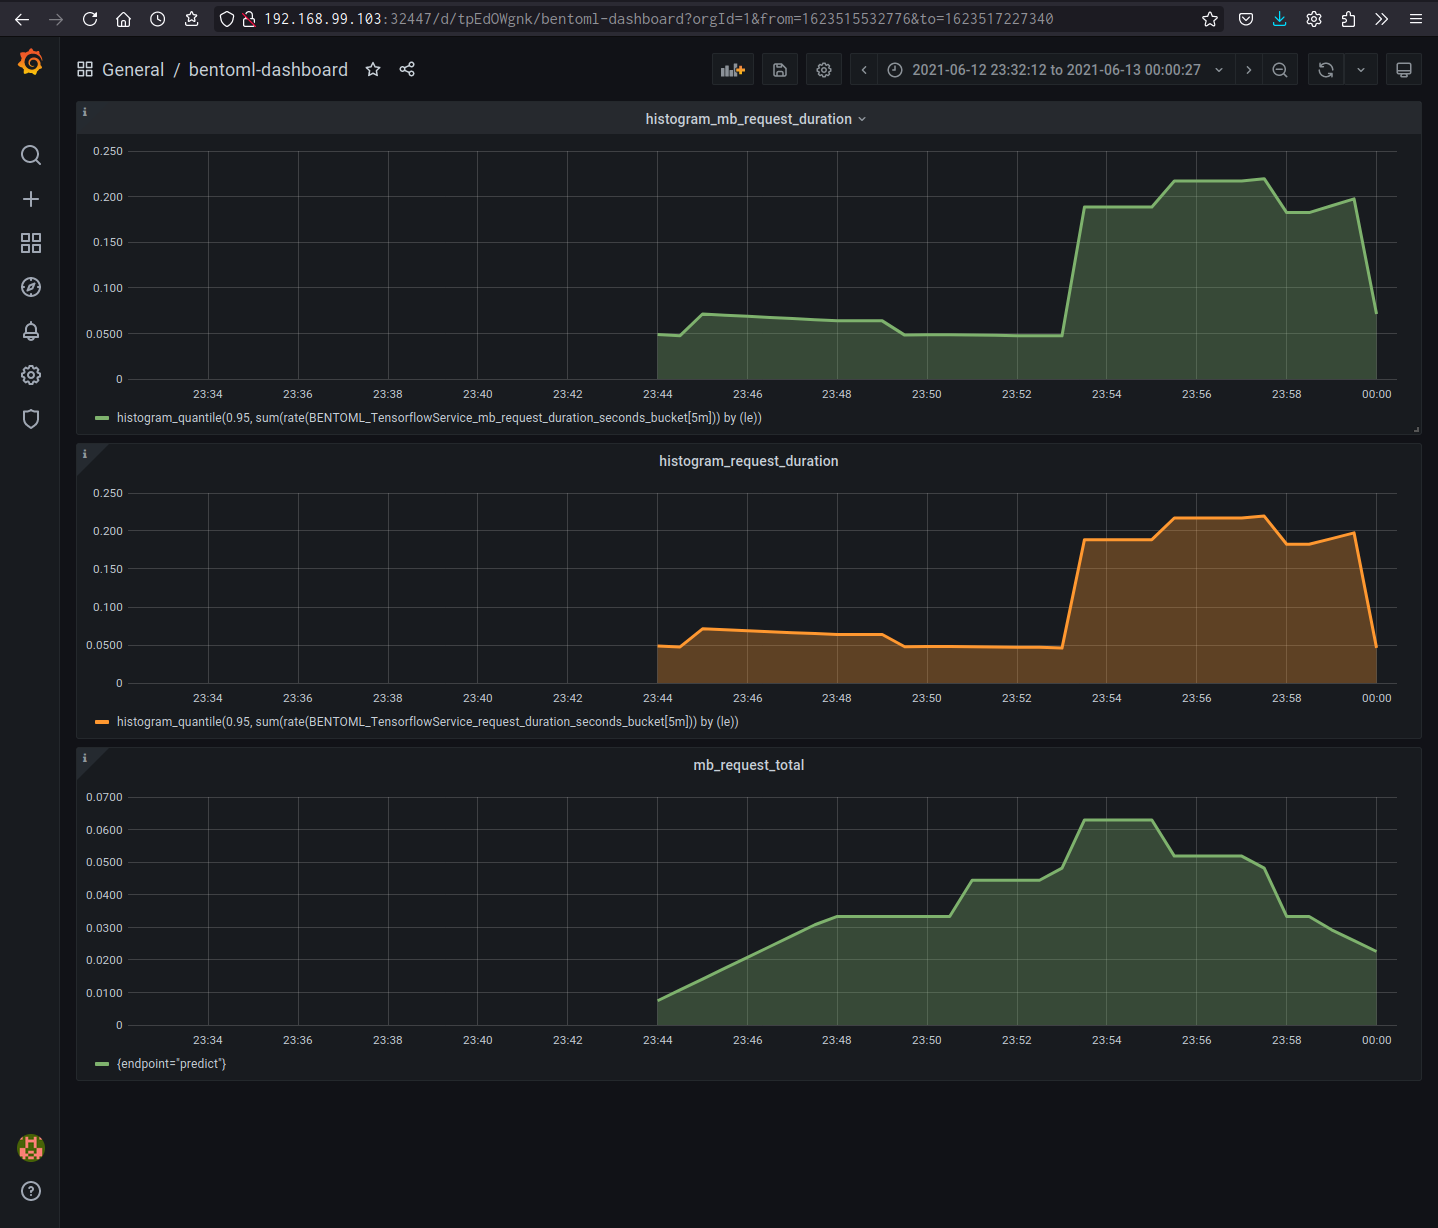 192.168.99.103:32447/d/tpEdOWgnk/bentoml-dashboard?orgId=1&from=1623515532776&to=1623517227340
General / bentoml-dashboard
2021-06-12 23:32:12 to 2021-06-13 00:00:27
i
histogram_mb_request_duration
0.250
0.200
0.150
0.100
0.0500
0
23:34 23:36 23:38 23:40 23:42 23:44 23:46 23:48 23:50 23:52 23:54 23:56 23:58 00:00
histogram_quantile(0.95, sum(rate(BENTOML_TensorflowService_mb_request_duration_seconds_bucket[5m])) by (le))
i
histogram_request_duration
0.250
0.200
0.150
0.100
0.0500
0
23:34 23:36 23:38 23:40 23:42 23:44 23:46 23:48 23:50 23:52 23:54 23:56 23:58 00:00
histogram_quantile(0.95, sum(rate(BENTOML_TensorflowService_request_duration_seconds_bucket[5m])) by (le))
i
mb_request_total
0.0700
0.0600
0.0500
0.0400
0.0300
0.0200
0.0100
0
23:34 23:36 23:38 23:40 23:42 23:44 23:46 23:48 23:50 23:52 23:54 23:56 23:58 00:00
{endpoint="predict"}